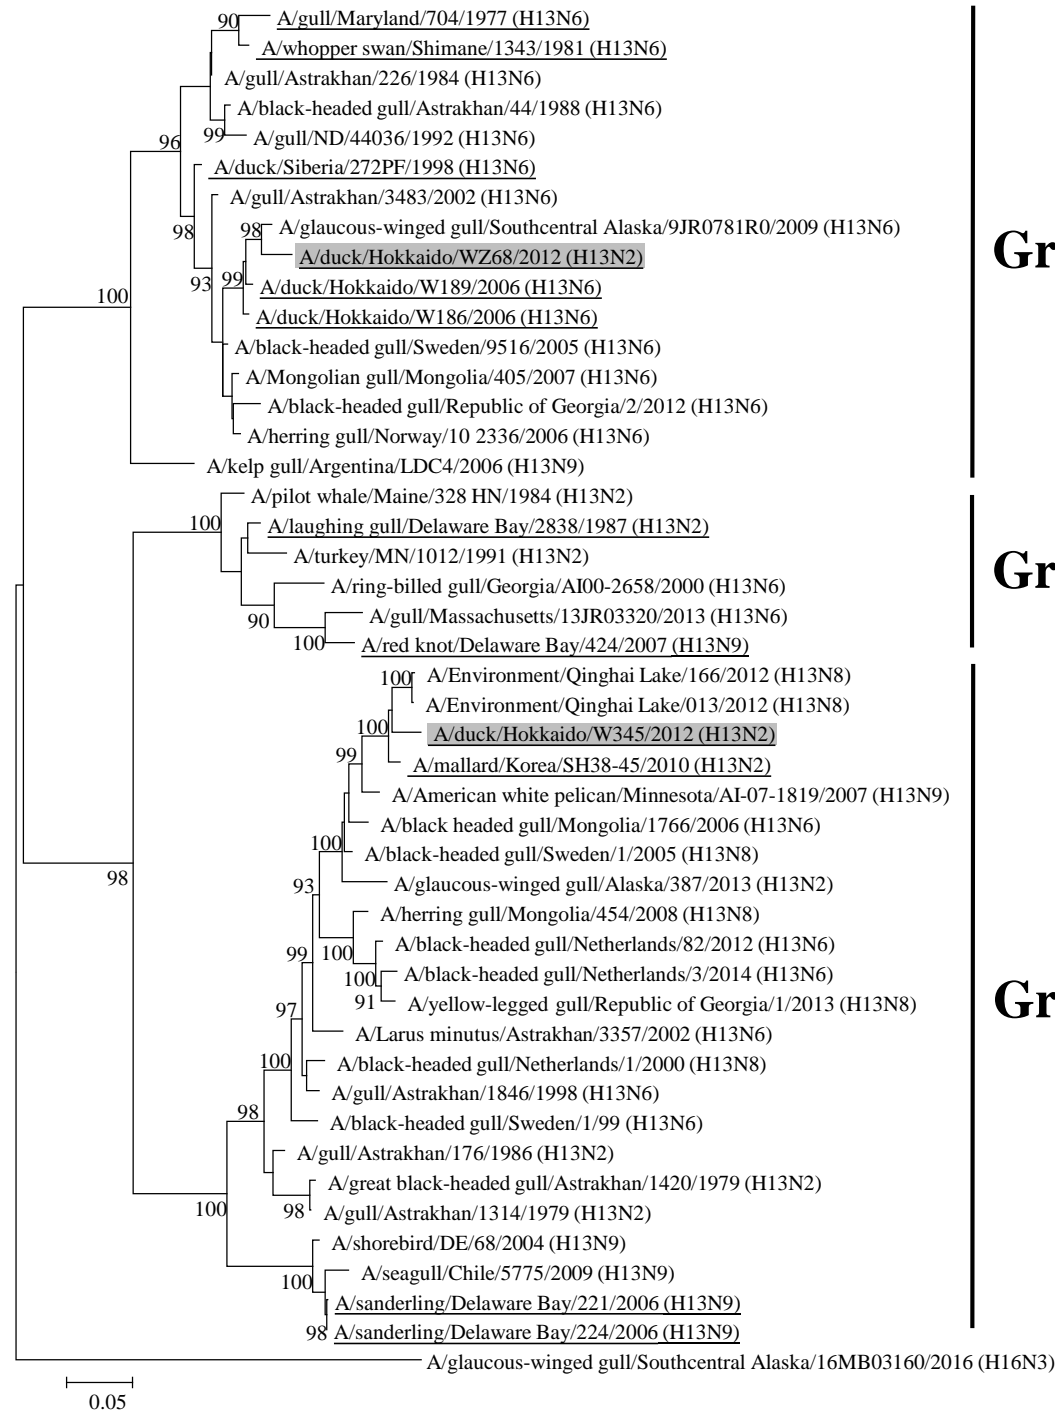 90
A/gull/Maryland/704/1977 (H13N6)
A/whopper swan/Shimane/1343/1981 (H13N6)
A/gull/Astrakhan/226/1984 (H13N6)
A/black-headed gull/Astrakhan/44/1988 (H13N6)
99
A/gull/ND/44036/1992 (H13N6)
96
A/duck/Siberia/272PF/1998 (H13N6)
A/gull/Astrakhan/3483/2002 (H13N6)
98
A/glaucous-winged gull/Southcentral Alaska/9JR0781R0/2009 (H13N6)
98
Gr
A/duck/Hokkaido/WZ68/2012 (H13N2)
93
99
A/duck/Hokkaido/W189/2006 (H13N6)
100
A/duck/Hokkaido/W186/2006 (H13N6)
A/black-headed gull/Sweden/9516/2005 (H13N6)
A/Mongolian gull/Mongolia/405/2007 (H13N6)
A/black-headed gull/Republic of Georgia/2/2012 (H13N6)
A/herring gull/Norway/10 2336/2006 (H13N6)
A/kelp gull/Argentina/LDC4/2006 (H13N9)
A/pilot whale/Maine/328 HN/1984 (H13N2)
100
A/laughing gull/Delaware Bay/2838/1987 (H13N2)
A/turkey/MN/1012/1991 (H13N2)
Gr
A/ring-billed gull/Georgia/AI00-2658/2000 (H13N6)
90
A/gull/Massachusetts/13JR03320/2013 (H13N6)
100
A/red knot/Delaware Bay/424/2007 (H13N9)
100
A/Environment/Qinghai Lake/166/2012 (H13N8)
A/Environment/Qinghai Lake/013/2012 (H13N8)
100
A/duck/Hokkaido/W345/2012 (H13N2)
99
A/mallard/Korea/SH38-45/2010 (H13N2)
A/American white pelican/Minnesota/AI-07-1819/2007 (H13N9)
A/black headed gull/Mongolia/1766/2006 (H13N6)
100
A/black-headed gull/Sweden/1/2005 (H13N8)
98
93
A/glaucous-winged gull/Alaska/387/2013 (H13N2)
A/herring gull/Mongolia/454/2008 (H13N8)
A/black-headed gull/Netherlands/82/2012 (H13N6)
99
100
A/black-headed gull/Netherlands/3/2014 (H13N6)
100
91
A/yellow-legged gull/Republic of Georgia/1/2013 (H13N8)
Gr
97
A/Larus minutus/Astrakhan/3357/2002 (H13N6)
100
A/black-headed gull/Netherlands/1/2000 (H13N8)
A/gull/Astrakhan/1846/1998 (H13N6)
98
A/black-headed gull/Sweden/1/99 (H13N6)
A/gull/Astrakhan/176/1986 (H13N2)
A/great black-headed gull/Astrakhan/1420/1979 (H13N2)
100
98
A/gull/Astrakhan/1314/1979 (H13N2)
A/shorebird/DE/68/2004 (H13N9)
100
A/seagull/Chile/5775/2009 (H13N9)
A/sanderling/Delaware Bay/221/2006 (H13N9)
98
A/sanderling/Delaware Bay/224/2006 (H13N9)
A/glaucous-winged gull/Southcentral Alaska/16MB03160/2016 (H16N3)
0.05